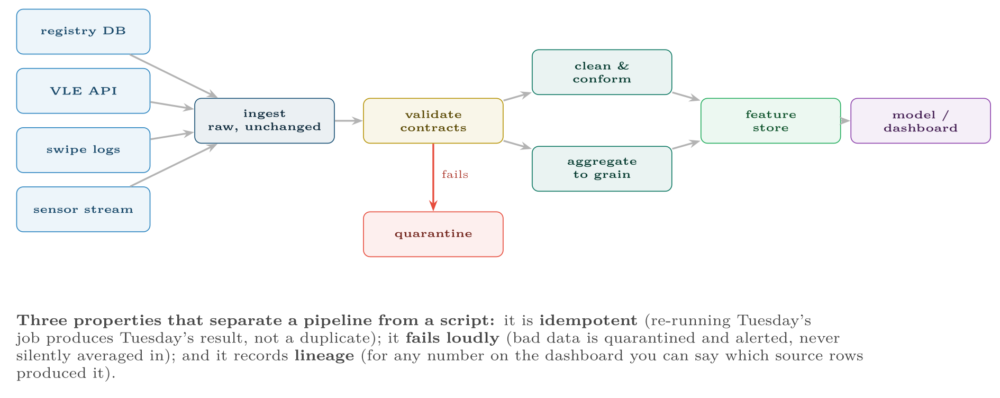 registry DB
VLE API
swipe logs
sensor stream
ingest
raw, unchanged
validate
contracts
fails
quarantine
clean &
conform
aggregate
to grain
feature
store
model /
dashboard
Three properties that separate a pipeline from a script: it is idempotent (re-running Tuesday's
job produces Tuesday's result, not a duplicate); it fails loudly (bad data is quarantined and alerted, never
silently averaged in); and it records lineage (for any number on the dashboard you can say which source rows
produced it).